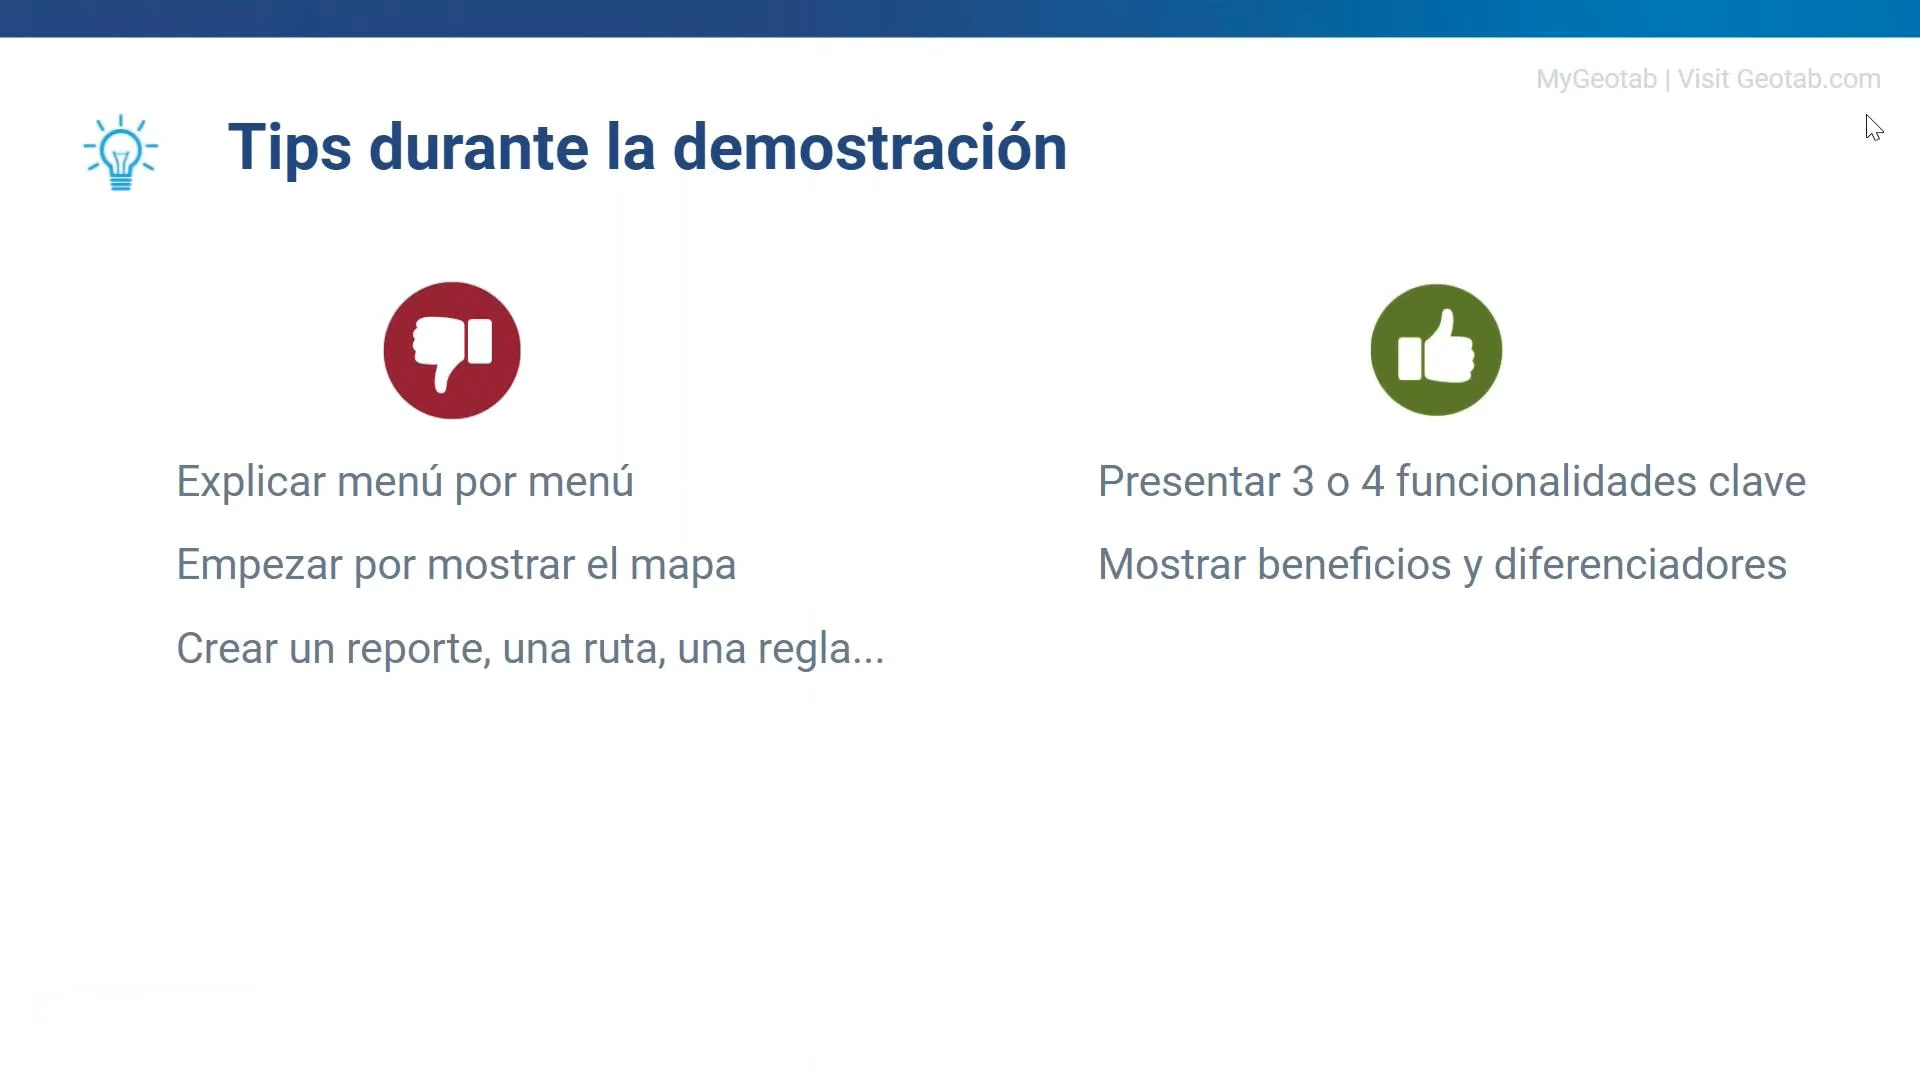 MyGeotab | Visit Geotab.com
Tips durante la demostración
Explicar menú por menú
Empezar por mostrar el mapa
Crear un reporte, una ruta, una regla...
Presentar 3 o 4 funcionalidades clave
Mostrar beneficios y diferenciadores